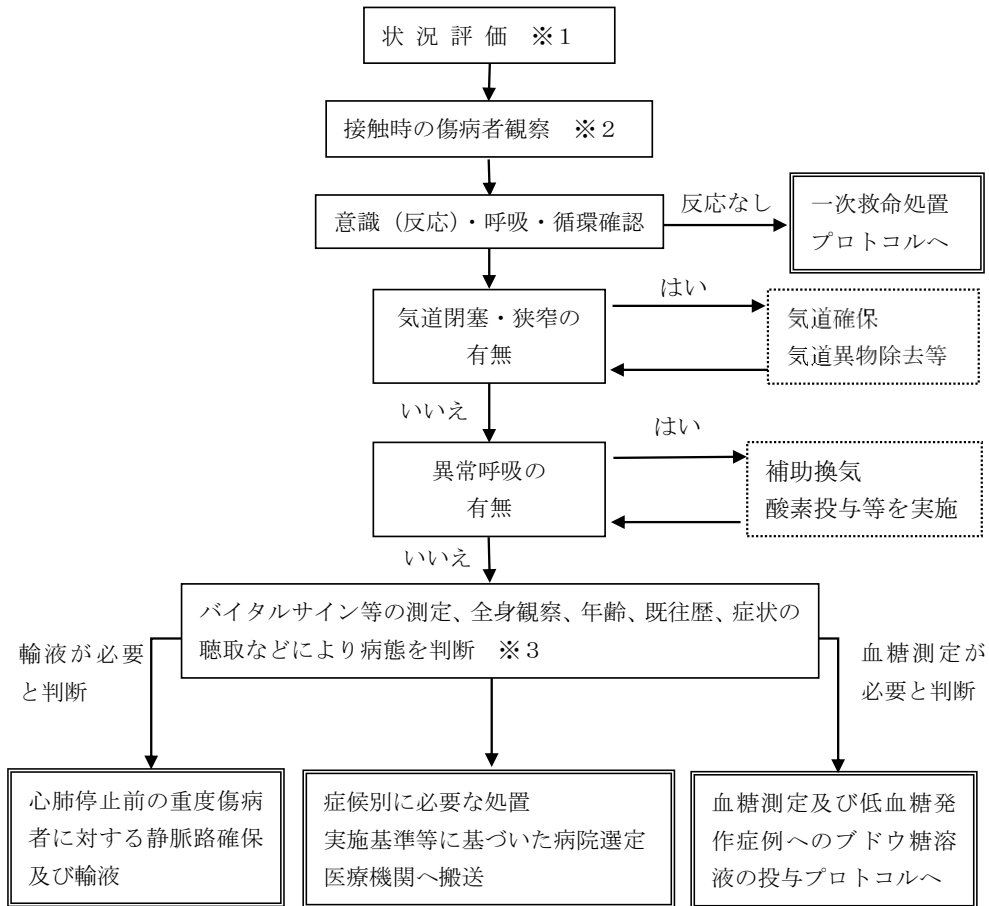 状 況 評 価　※１
接触時の傷病者観察　※２
意識（反応）・呼吸・循環確認
反応なし
一次救命処置
プロトコルへ
気道閉塞・狭窄の
有無
はい
気道確保
気道異物除去等
いいえ
異常呼吸の
有無
はい
補助換気
酸素投与等を実施
いいえ
バイタルサイン等の測定、全身観察、年齢、既往歴、症状の
聴取などにより病態を判断　※３
輸液が必要
と判断
血糖測定が
必要と判断
心肺停止前の重度傷病
者に対する静脈路確保
及び輸液
症候別に必要な処置
実施基準等に基づいた病院選定
医療機関へ搬送
血糖測定及び低血糖発
作症例へのブドウ糖溶
液の投与プロトコルへ